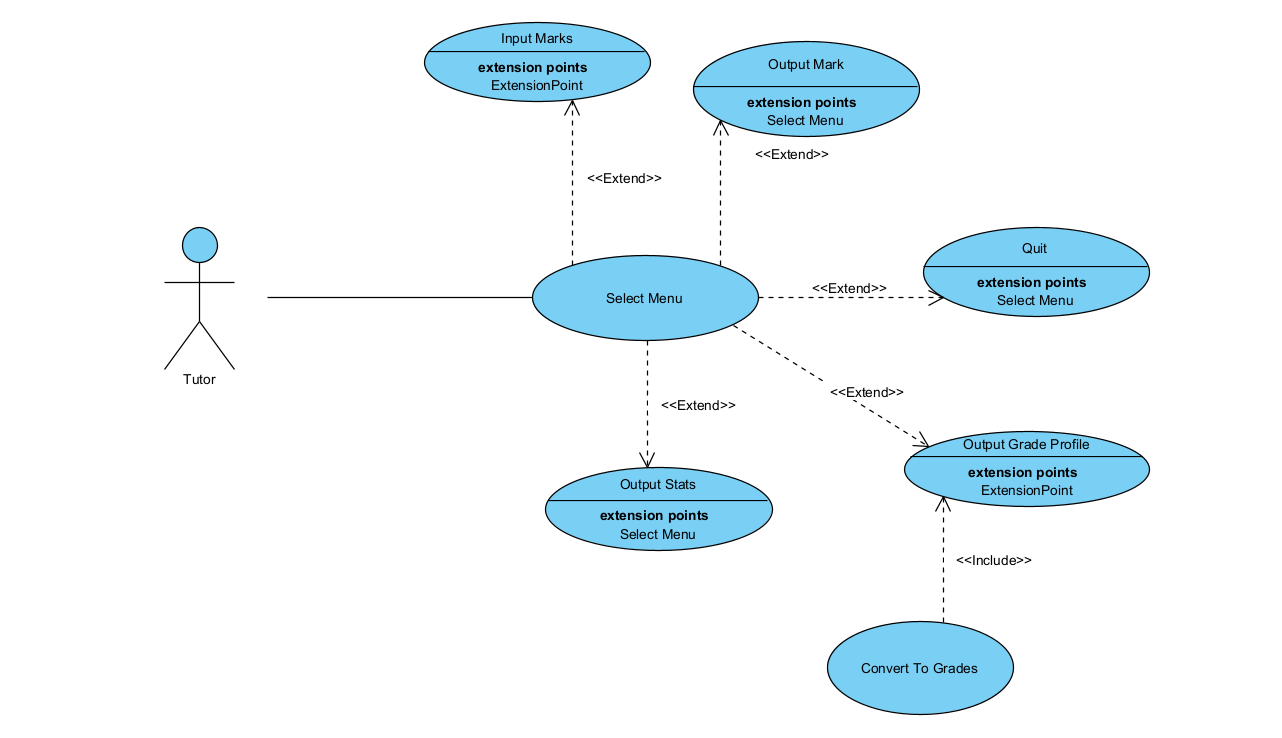 Input Marks
extension points
ExtensionPoint
Output Mark
extension points
Select Menu
<<Extend>>
<<Extend>>
Quit
extension points
Select Menu
<<Extend>>
Select Menu
Tutor
<<Extend>>
<<Extend>>
Output Grade Profile
extension points
ExtensionPoint
Output Stats
extension points
Select Menu
<<Include>>
Convert To Grades